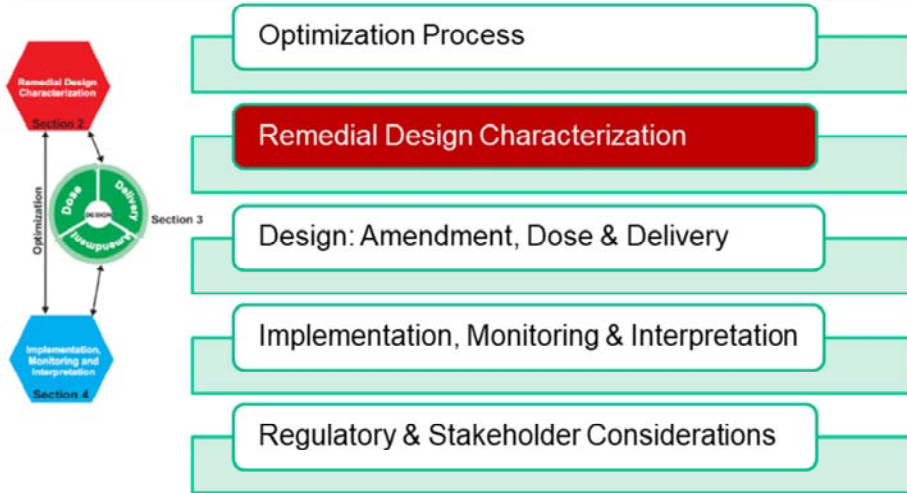 Optimization Process
Remedial Design
Characterization
Section 2
Remedial Design Characterization
Optimization
Dose
Delivery
DESIGN
Amendment
Section 3
Design: Amendment, Dose & Delivery
Implementation,
Monitoring and
Interpretation
Section 4
Implementation, Monitoring & Interpretation
Regulatory & Stakeholder Considerations